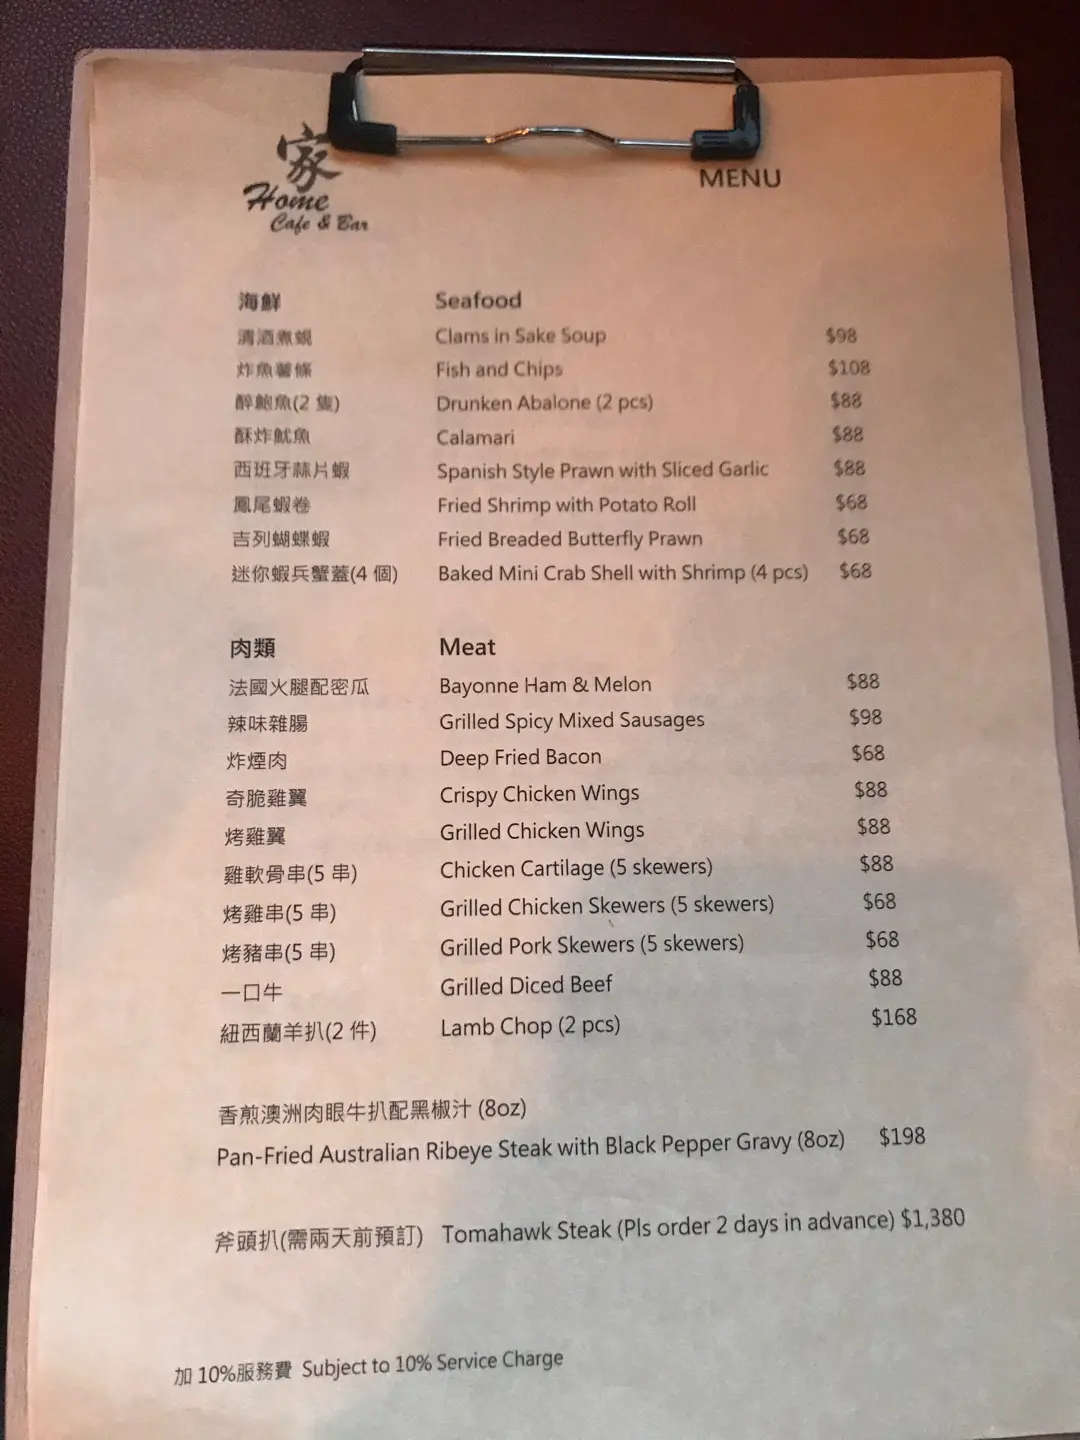 家
Home
Cafe & Bar
MENU
海鮮 Seafood
清酒煮蜆 Clams in Sake Soup $98
炸魚薯條 Fish and Chips $108
醉鮑魚(2 隻) Drunken Abalone (2 pcs) $88
酥炸魷魚 Calamari $88
西班牙蒜片蝦 Spanish Style Prawn with Sliced Garlic $88
鳳尾蝦卷 Fried Shrimp with Potato Roll $68
吉列蝴蝶蝦 Fried Breaded Butterfly Prawn $68
迷你蝦兵蟹蓋(4 個) Baked Mini Crab Shell with Shrimp (4 pcs) $68
肉類 Meat
法國火腿配密瓜 Bayonne Ham & Melon $88
辣味雜腸 Grilled Spicy Mixed Sausages $98
炸煙肉 Deep Fried Bacon $68
奇脆雞翼 Crispy Chicken Wings $88
烤雞翼 Grilled Chicken Wings $88
雞軟骨串(5 串) Chicken Cartilage (5 skewers) $88
烤雞串(5 串) Grilled Chicken Skewers (5 skewers) $68
烤豬串(5 串) Grilled Pork Skewers (5 skewers) $68
一口牛 Grilled Diced Beef $88
紐西蘭羊扒(2 件) Lamb Chop (2 pcs) $168
香煎澳洲肉眼牛扒配黑椒汁 (8oz)
Pan-Fried Australian Ribeye Steak with Black Pepper Gravy (8oz) $198
斧頭扒(需兩天前預訂) Tomahawk Steak (Pls order 2 days in advance) $1,380
加 10%服務費 Subject to 10% Service Charge